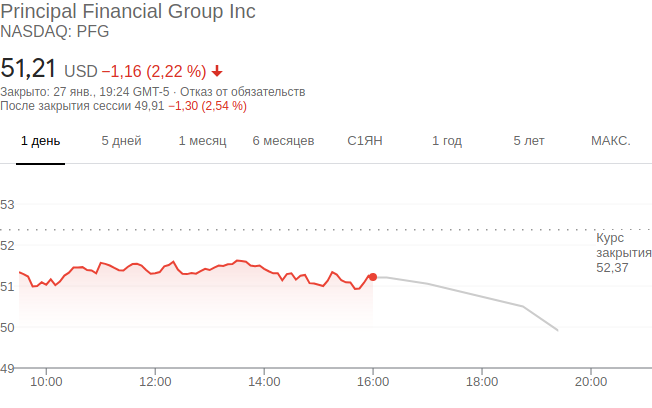 Principal Financial Group Inc
NASDAQ: PFG
51,21 USD −1,16 (2,22 %)
Закрыто: 27 янв., 19:24 GMT-5 · Отказ от обязательств
После закрытия сессии 49,91 −1,30 (2,54 %)
1 день 5 дней 1 месяц 6 месяцев С1ЯН 1 год 5 лет МАКС.
53
52
51
50
49
Курс
закрытия
52,37
10:00 12:00 14:00 16:00 18:00 20:00